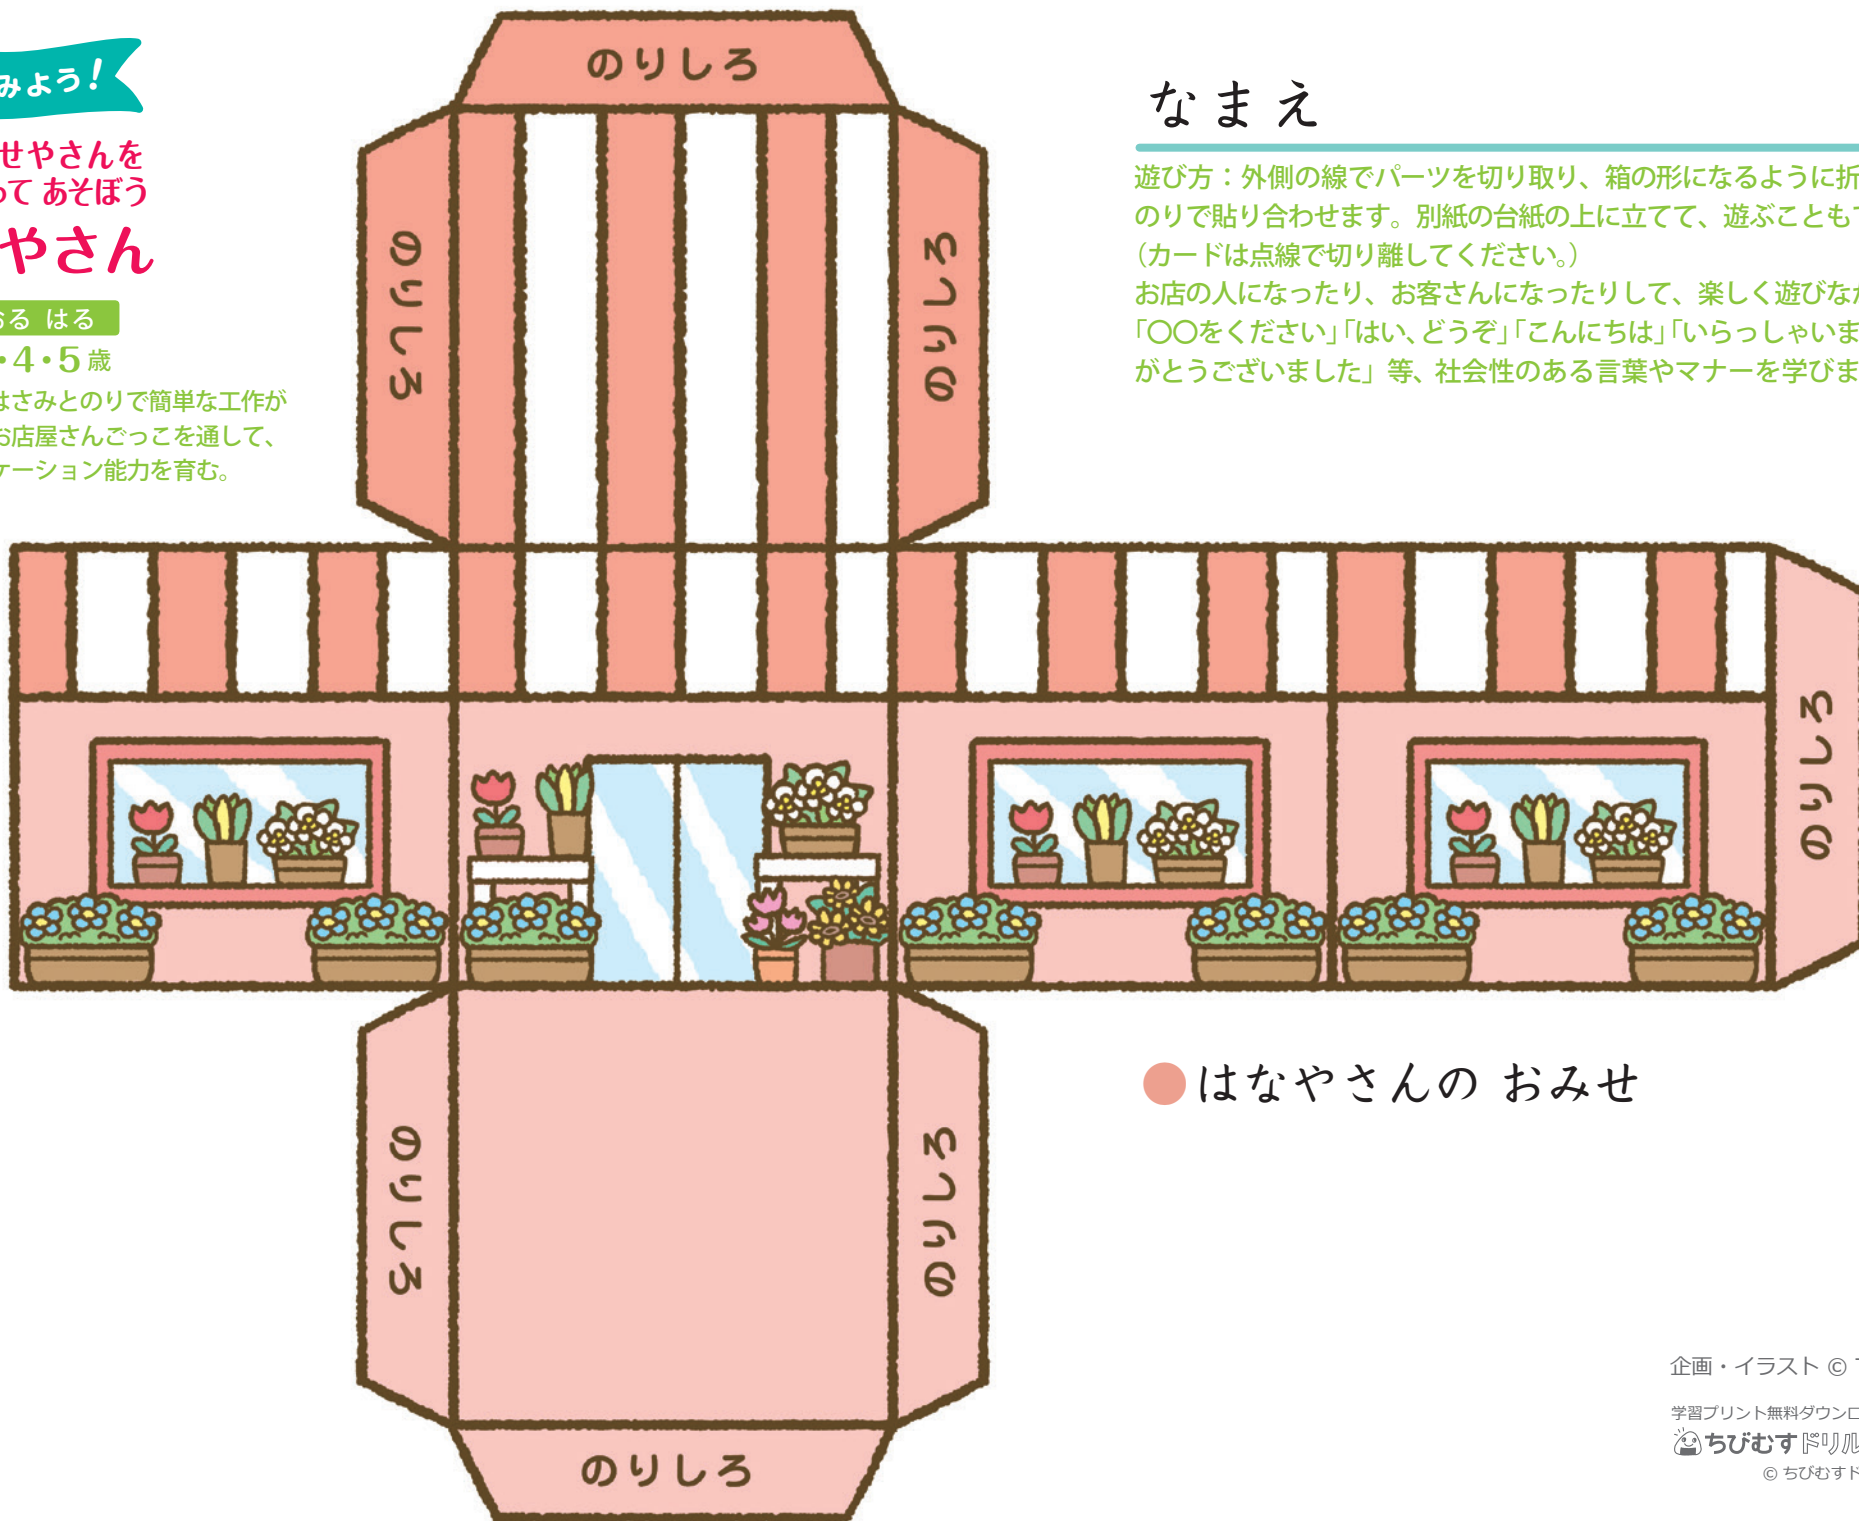 みよう!
せやさんを
って あそぼう
やさん
おる はる
・4・5歳
はさみとのりで簡単な工作が
お店屋さんごっこを通して、
ケーション能力を育む。
なまえ
遊び方：外側の線でパーツを切り取り、箱の形になるように折
のりで貼り合わせます。別紙の台紙の上に立てて、遊ぶことも
（カードは点線で切り離してください。）
お店の人になったり、お客さんになったりして、楽しく遊びな
「〇〇をください」「はい、どうぞ」「こんにちは」「いらっしゃいま
がとうございました」等、社会性のある言葉やマナーを学びま
のりしろ
のりしろ
のりしろ
のりしろ
のりしろ
のりしろ
のりしろ
はなやさんの おみせ
企画・イラスト ©
学習プリント無料ダウンロ
ちびむすドリル
© ちびむすド